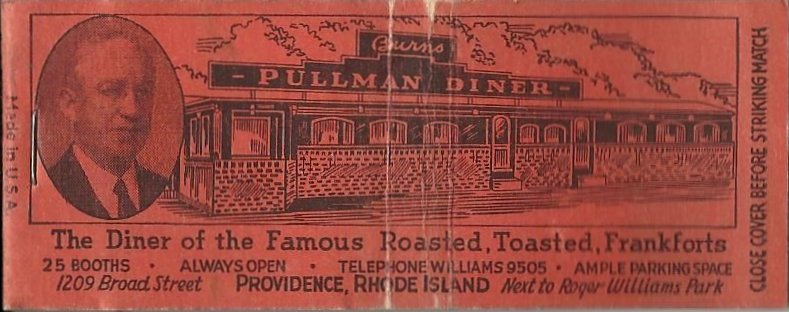 Burns
- PULLMAN DINER -
The Diner of the Famous Roasted, Toasted, Frankforts
25 BOOTHS • ALWAYS OPEN • TELEPHONE WILLIAMS 9505 • AMPLE PARKING SPACE
1209 Broad Street PROVIDENCE, RHODE ISLAND Next to Roger Williams Park
CLOSE COVER BEFORE STRIKING MATCH
Made in U.S.A.